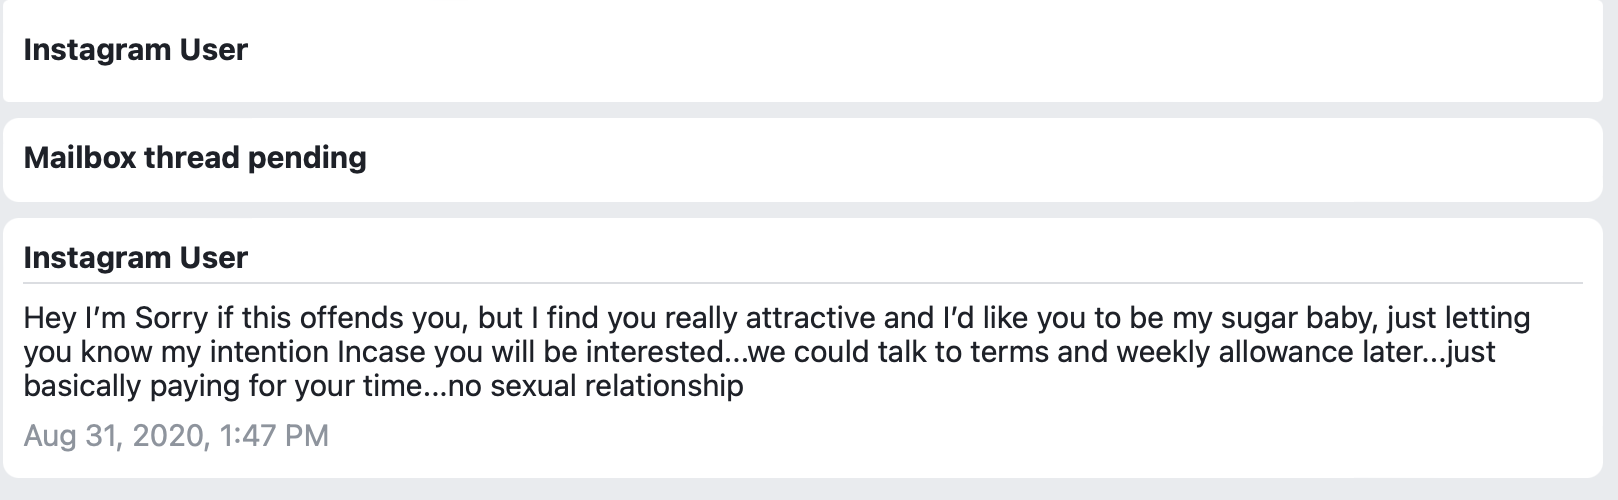 Instagram User
Mailbox thread pending
Instagram User
Hey I’m Sorry if this offends you, but I find you really attractive and I’d like you to be my sugar baby, just letting
you know my intention Incase you will be interested...we could talk to terms and weekly allowance later...just
basically paying for your time...no sexual relationship
Aug 31, 2020, 1:47 PM